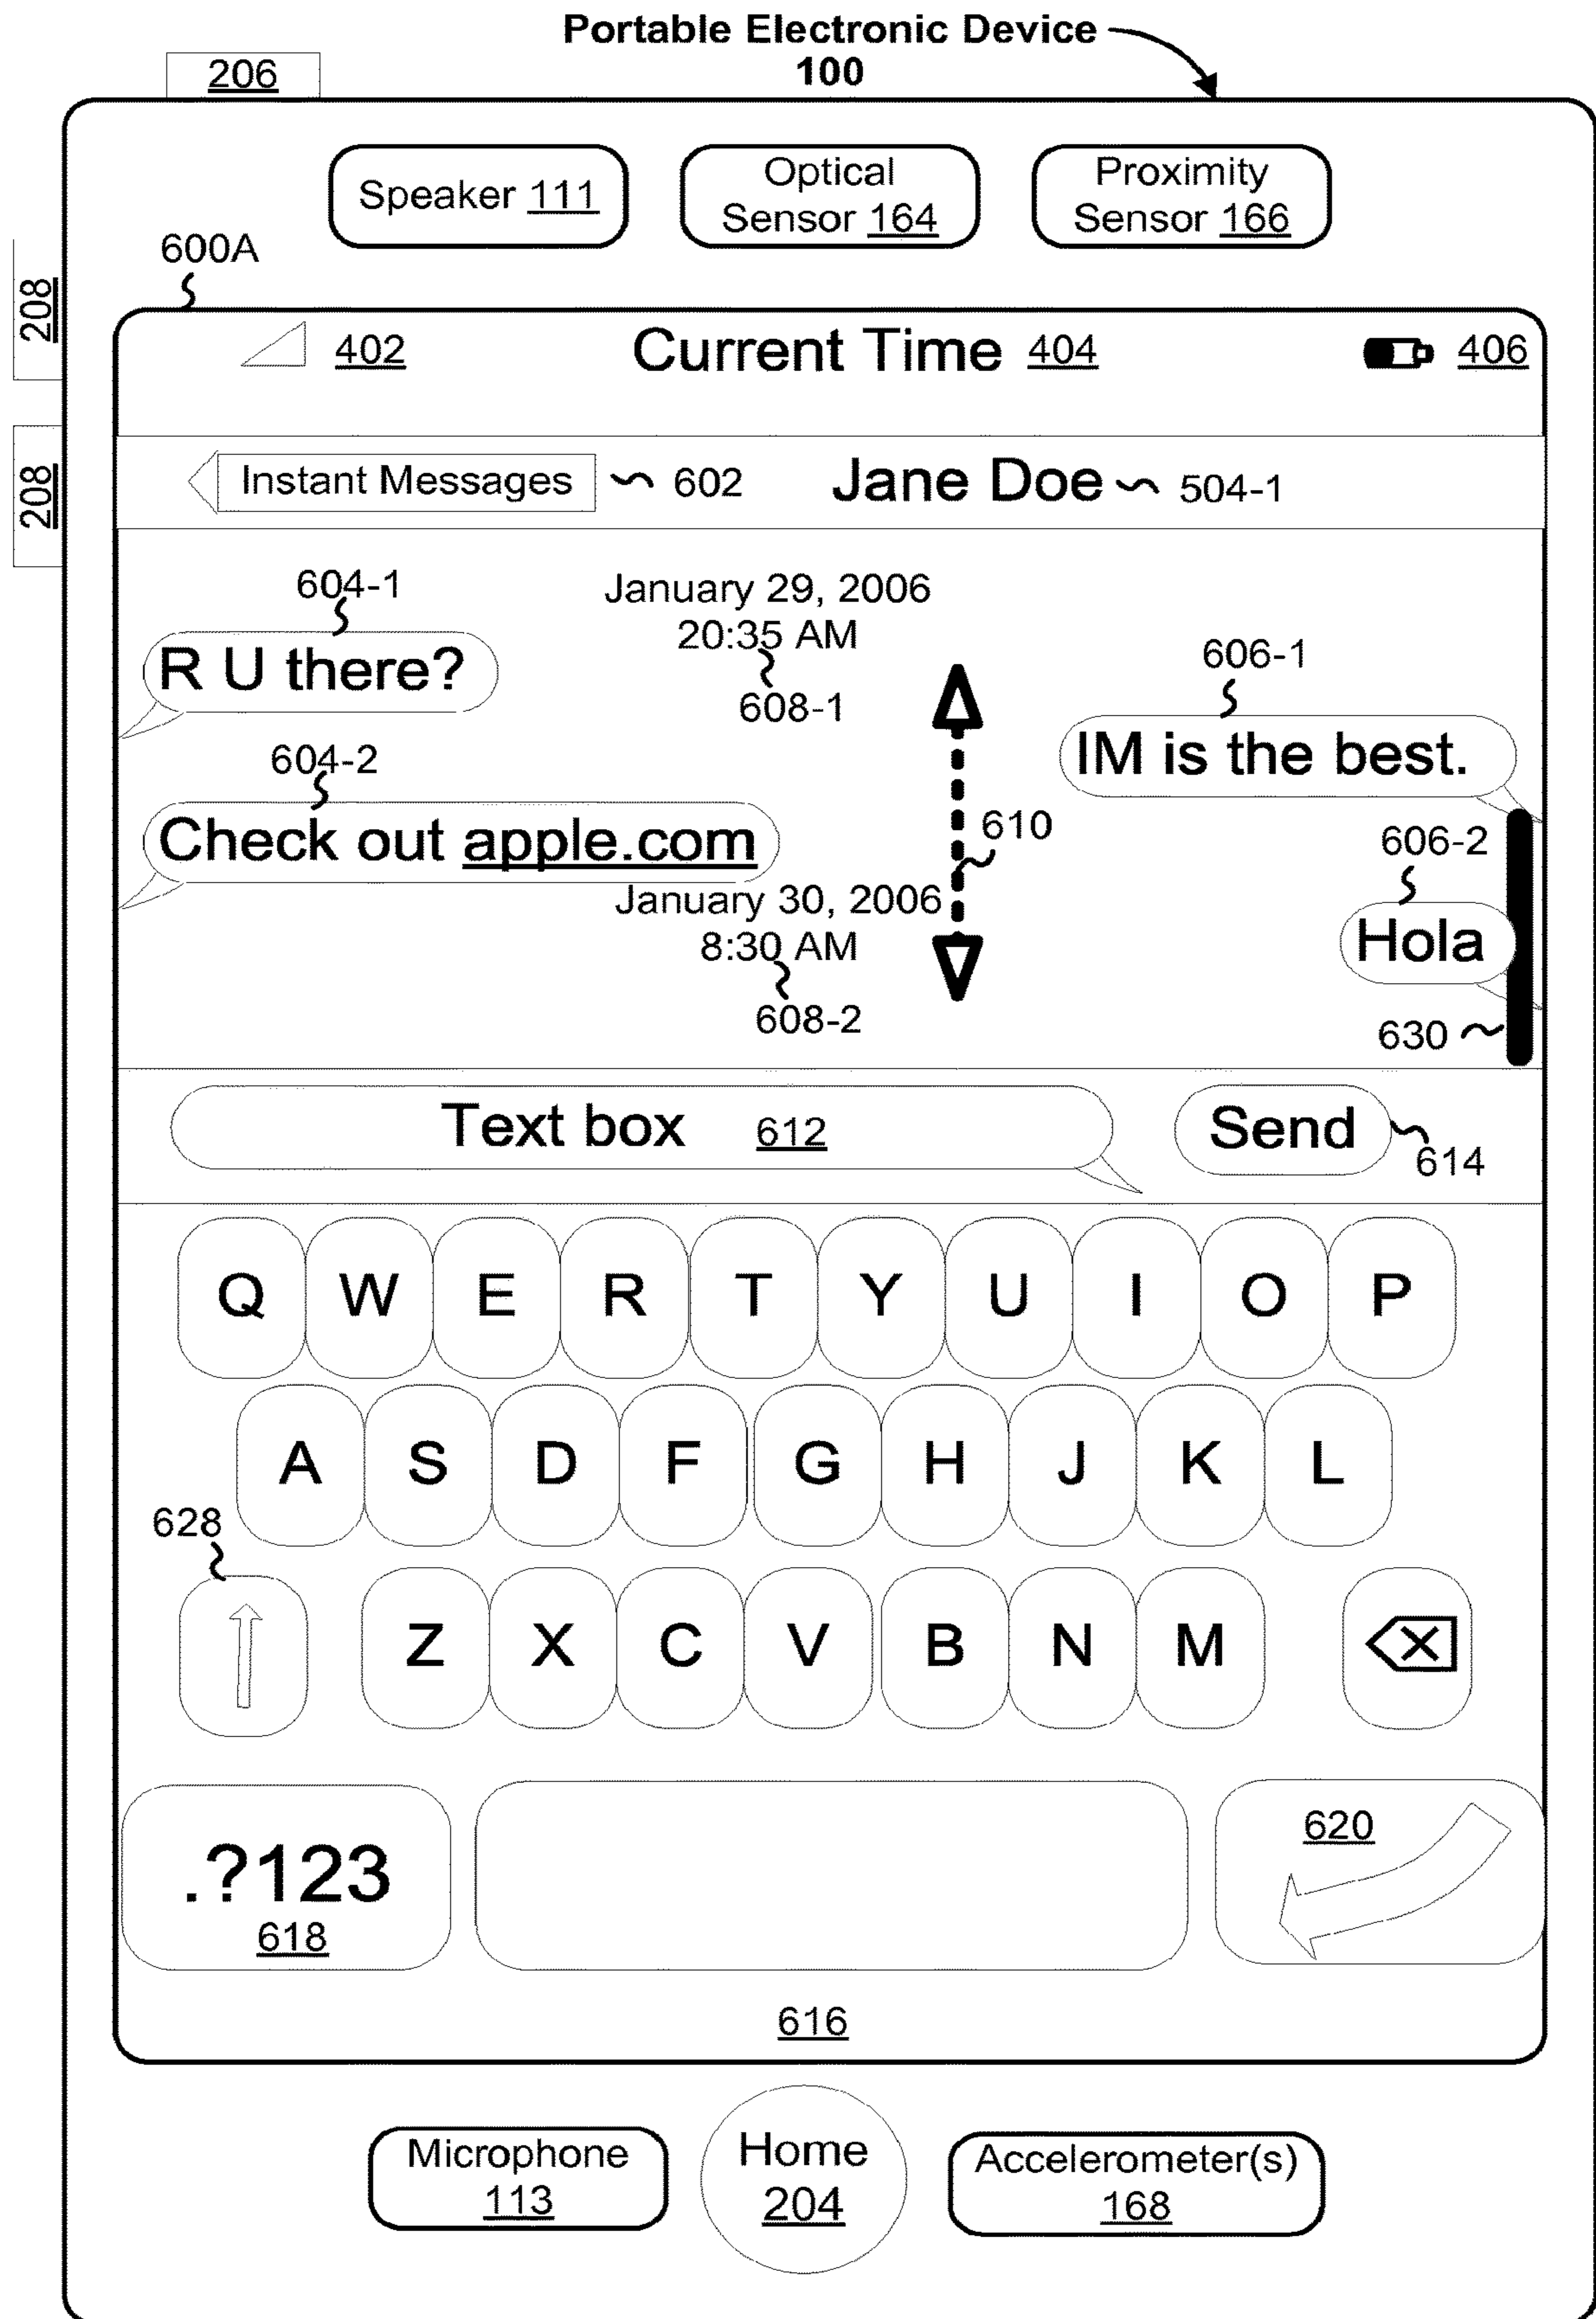 Portable Electronic Device
100
206
Speaker 111
Optical
Sensor 164
Proximity
Sensor 166
600A
208
208
402
Current Time 404
406
Instant Messages
602
Jane Doe
504-1
604-1
R U there?
January 29, 2006
20:35 AM
608-1
606-1
IM is the best.
604-2
Check out apple.com
610
606-2
Hola
January 30, 2006
8:30 AM
608-2
630
Text box 612
Send
614
Q W E R T Y U I O P
A S D F G H J K L
628
Z X C V B N M
.?123
618
620
616
Microphone
113
Home
204
Accelerometer(s)
168